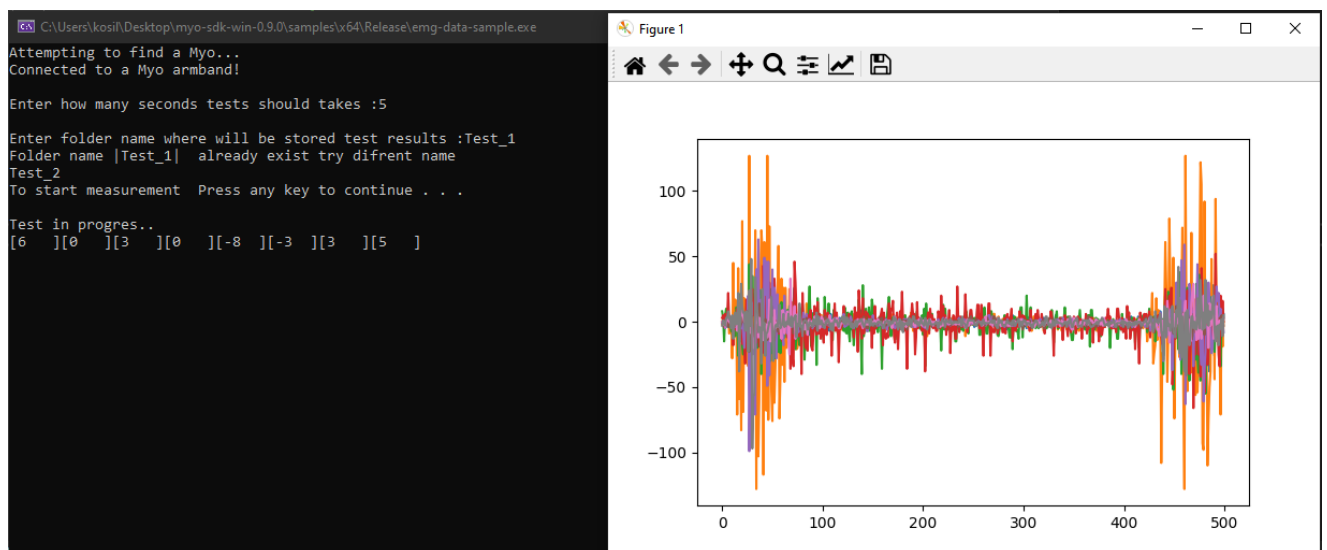 C:\Users\kosil\Desktop\myo-sdk-win-0.9.0\samples\x64\Release\emg-data-sample.exe
Attempting to find a Myo...
Connected to a Myo armband!
Enter how many seconds tests should takes :5
Enter folder name where will be stored test results :Test_1
Folder name |Test_1|  already exist try difrent name
Test_2
To start measurement  Press any key to continue . . .
Test in progres..
[6   ][0   ][3   ][0   ][-8  ][-3  ][3   ][5   ]
Figure 1
100
50
0
−50
−100
0 100 200 300 400 500